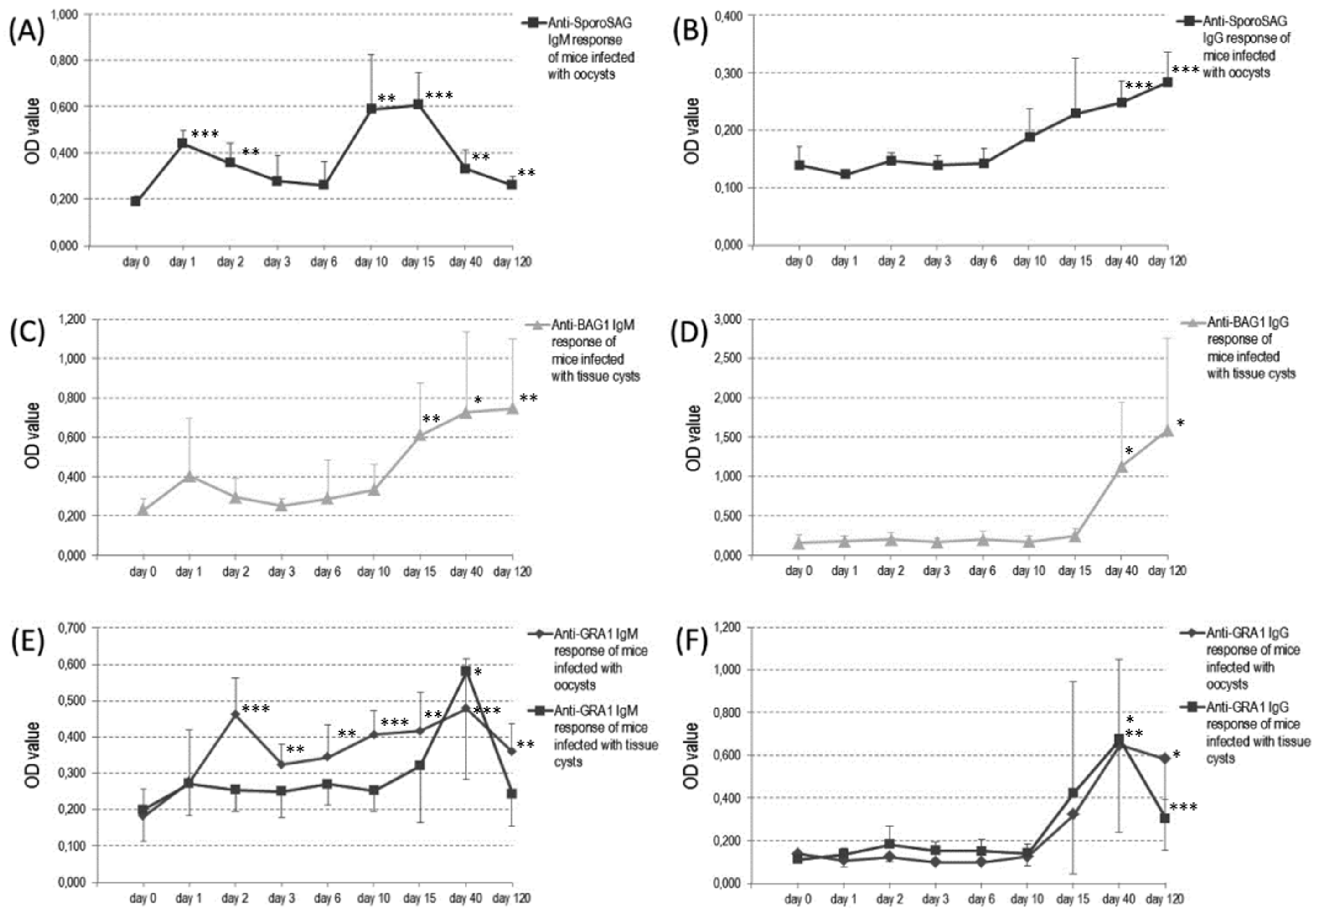 (A)
1,000
0,800
0,600
0,400
0,200
0,000
OD value
***
**
**
***
**
**
day 0 day 1 day 2 day 3 day 6 day 10 day 15 day 40 day 120
Anti-SporoSAG
IgM response
of mice infected
with oocysts
(B)
0,400
0,300
0,200
0,100
0,000
OD value
***
***
day 0 day 1 day 2 day 3 day 6 day 10 day 15 day 40 day 120
Anti-SporoSAG
IgG response of
mice infected
with oocysts
(C)
1,200
1,000
0,800
0,600
0,400
0,200
0,000
OD value
**
*
**
day 0 day 1 day 2 day 3 day 6 day 10 day 15 day 40 day 120
Anti-BAG1 IgM
response of
mice infected
with tissue cysts
(D)
3,000
2,500
2,000
1,500
1,000
0,500
0,000
OD value
*
*
day 0 day 1 day 2 day 3 day 6 day 10 day 15 day 40 day 120
Anti-BAG1 IgG
response of
mice infected
with tissue cysts
(E)
0,700
0,600
0,500
0,400
0,300
0,200
0,100
0,000
OD value
***
**
**
***
**
*
***
**
day 0 day 1 day 2 day 3 day 6 day 10 day 15 day 40 day 120
Anti-GRA1 IgM
response of mice
infected with
oocysts
Anti-GRA1 IgM
response of mice
infected with tissue
cysts
(F)
1,200
1,000
0,800
0,600
0,400
0,200
0,000
OD value
*
**
*
***
day 0 day 1 day 2 day 3 day 6 day 10 day 15 day 40 day 120
Anti-GRA1 IgG
response of mice
infected with
oocysts
Anti-GRA1 IgG
response of mice
infected with tissue
cysts